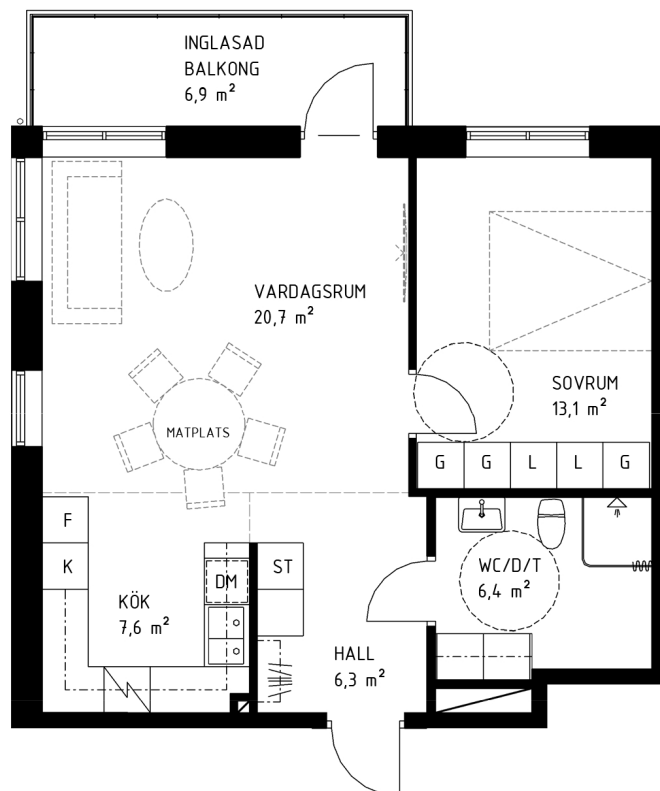 INGLASAD
BALKONG
6,9 m²
VARDAGSRUM
20,7 m²
SOVRUM
13,1 m²
MATPLATS
G G L L G
F
K
DM
ST
WC/D/T
6,4 m²
KÖK
7,6 m²
HALL
6,3 m²